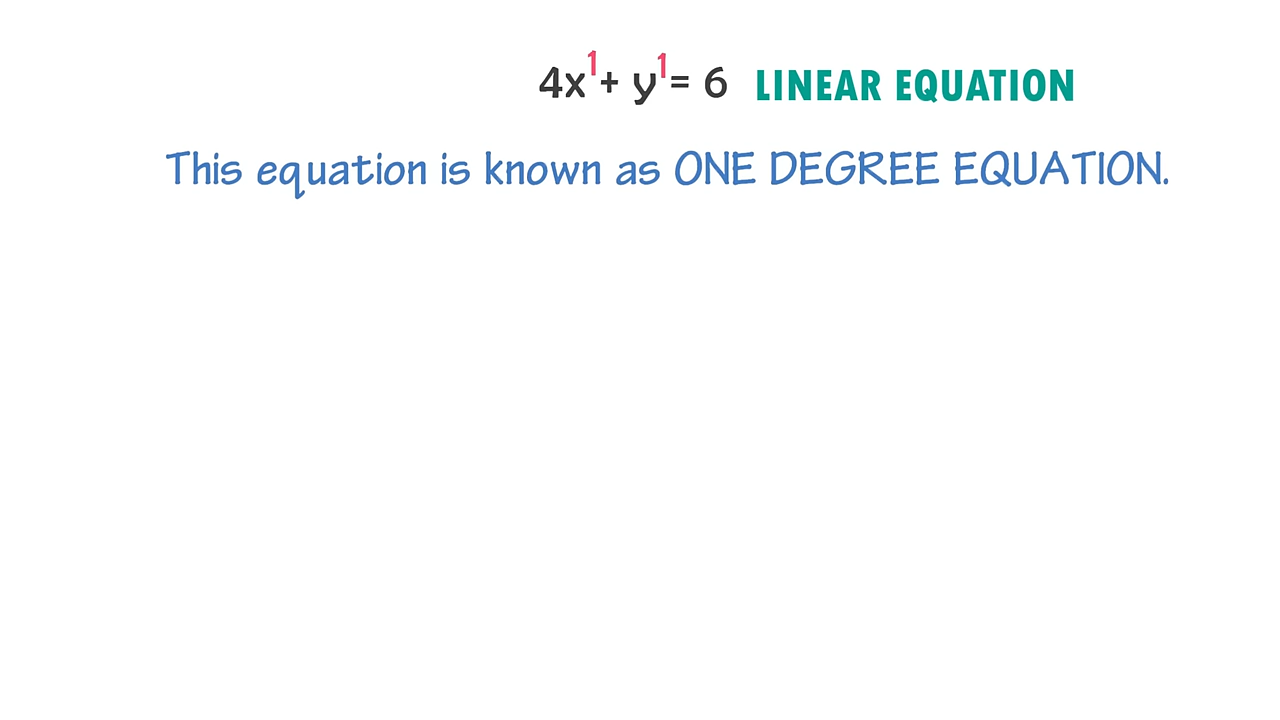 4x¹+ y¹= 6 LINEAR EQUATION
This equation is known as ONE DEGREE EQUATION.